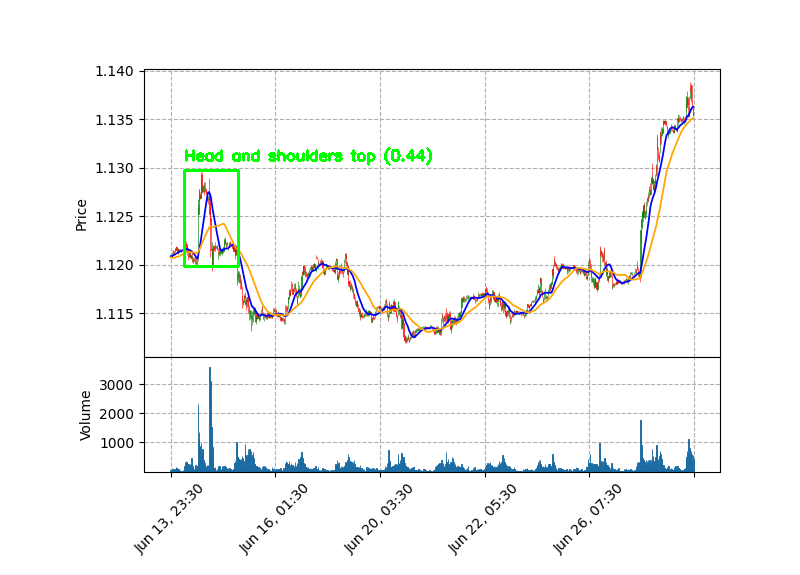 1.140
1.135
Head and shoulders top (0.44)
1.130
1.125
Price
1.120
1.115
3000
Volume
2000
1000
Jun 13, 23:30
Jun 16, 01:30
Jun 20, 03:30
Jun 22, 05:30
Jun 26, 07:30